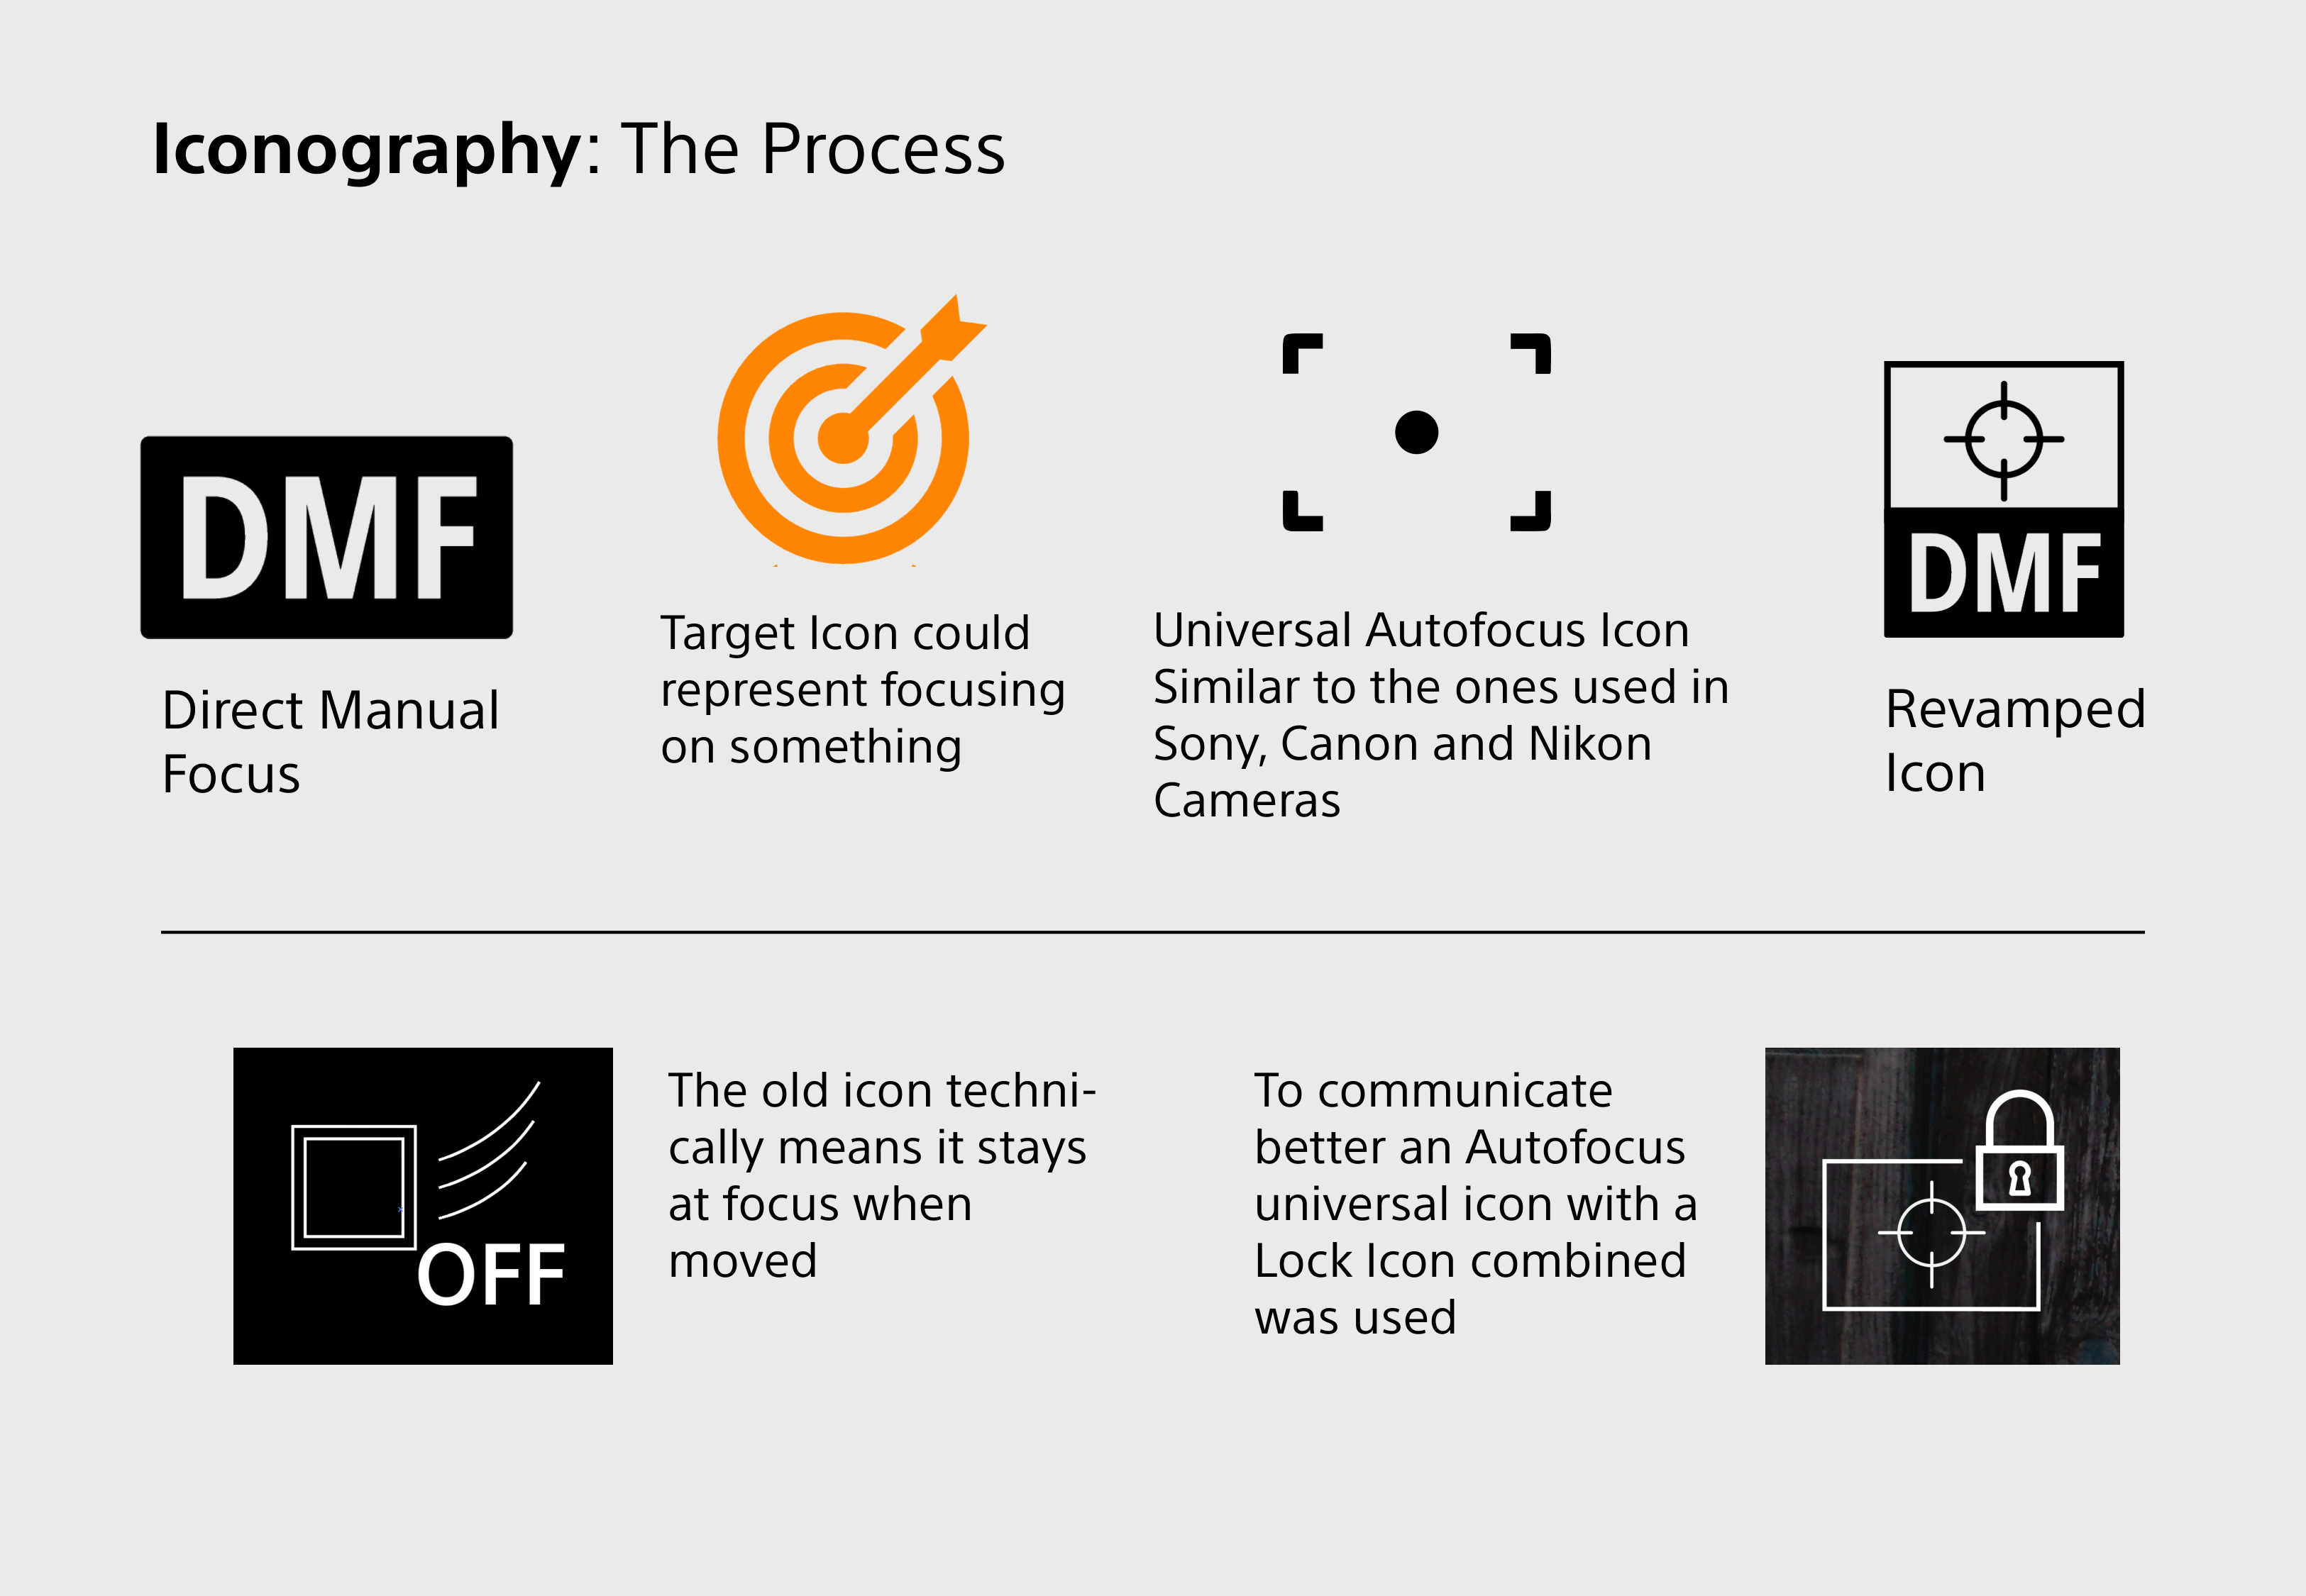 Iconography: The Process
DMF
Direct Manual
Focus
Target Icon could
represent focusing
on something
Universal Autofocus Icon
Similar to the ones used in
Sony, Canon and Nikon
Cameras
DMF
Revamped
Icon
OFF
The old icon techni-
cally means it stays
at focus when
moved
To communicate
better an Autofocus
universal icon with a
Lock Icon combined
was used